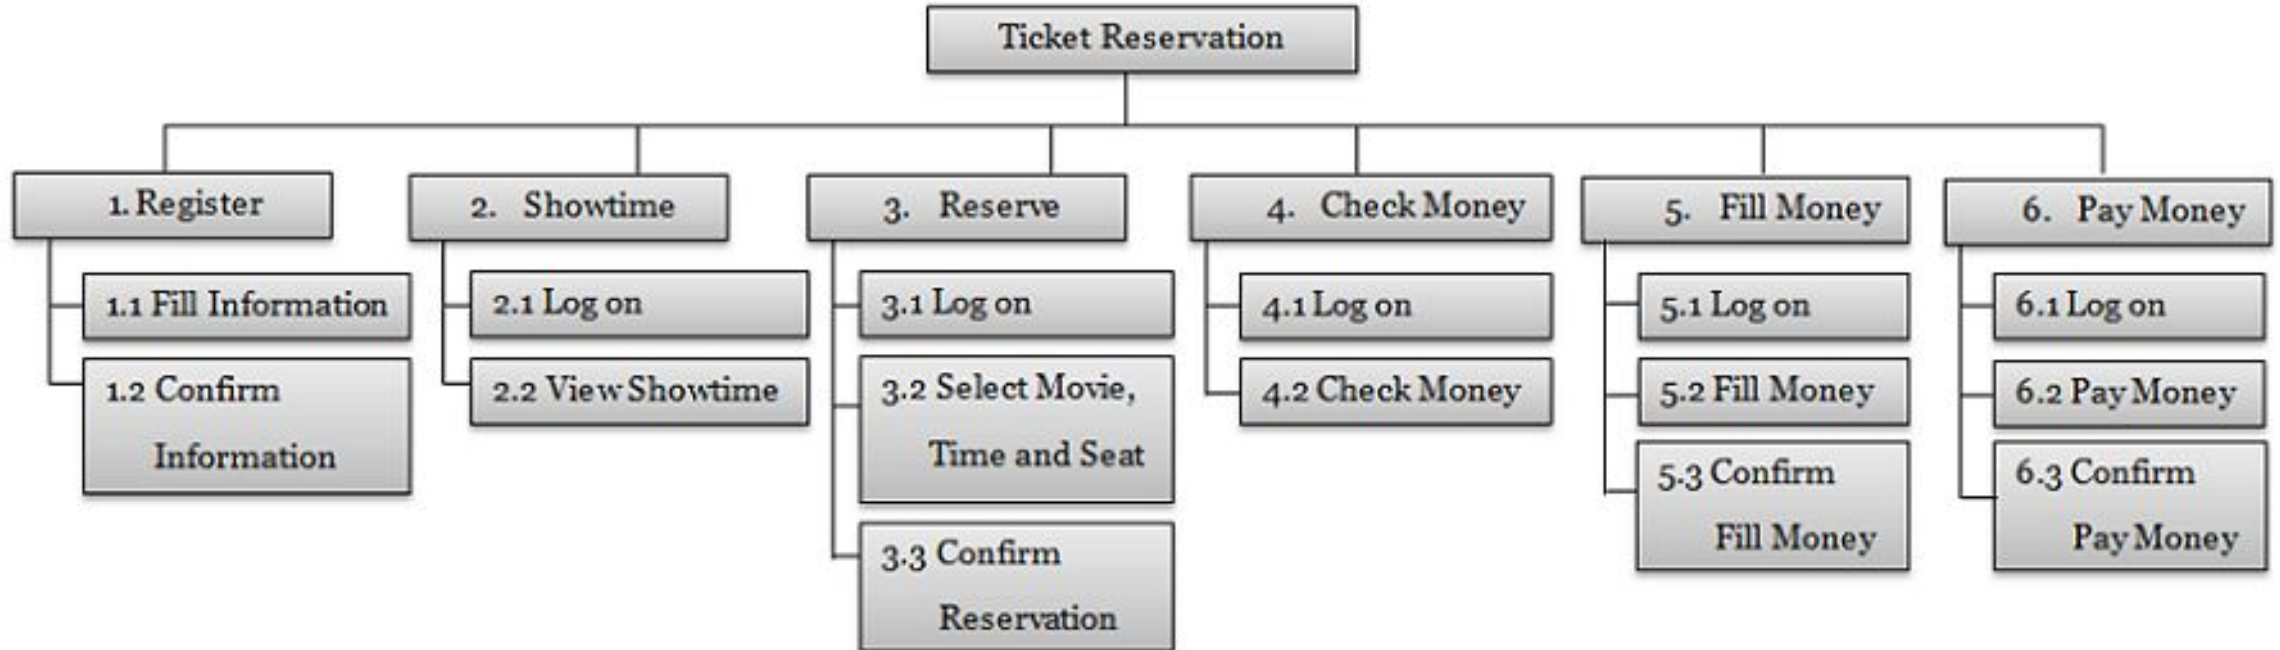 Ticket Reservation
1. Register
2. Showtime
3. Reserve
4. Check Money
5. Fill Money
6. Pay Money
1.1 Fill Information
1.2 Confirm
Information
2.1 Log on
2.2 View Showtime
3.1 Log on
3.2 Select Movie,
Time and Seat
3.3 Confirm
Reservation
4.1 Log on
4.2 Check Money
5.1 Log on
5.2 Fill Money
5.3 Confirm
Fill Money
6.1 Log on
6.2 Pay Money
6.3 Confirm
Pay Money